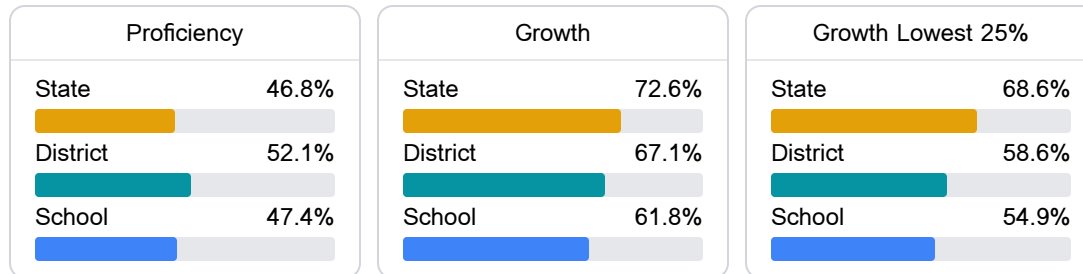 Proficiency
State 46.8%
District 52.1%
School 47.4%
Growth
State 72.6%
District 67.1%
School 61.8%
Growth Lowest 25%
State 68.6%
District 58.6%
School 54.9%